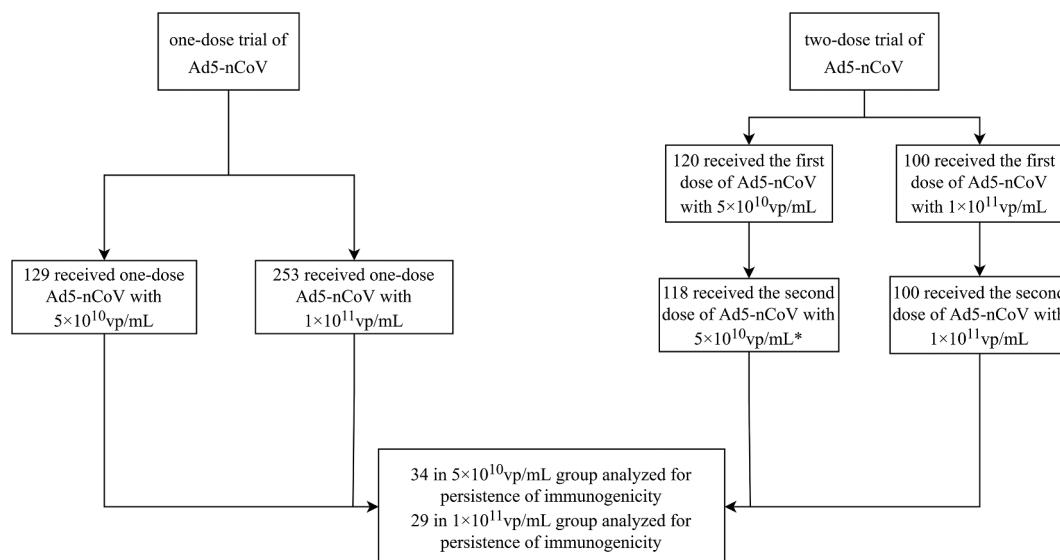 one-dose trial of
Ad5-nCoV
two-dose trial of
Ad5-nCoV
120 received the first
dose of Ad5-nCoV
with 5×10¹⁰vp/mL
100 received the first
dose of Ad5-nCoV
with 1×10¹¹vp/mL
129 received one-dose
Ad5-nCoV with
5×10¹⁰vp/mL
253 received one-dose
Ad5-nCoV with
1×10¹¹vp/mL
118 received the second
dose of Ad5-nCoV with
5×10¹⁰vp/mL*
100 received the second
dose of Ad5-nCoV with
1×10¹¹vp/mL
34 in 5×10¹⁰vp/mL group analyzed for
persistence of immunogenicity
29 in 1×10¹¹vp/mL group analyzed for
persistence of immunogenicity